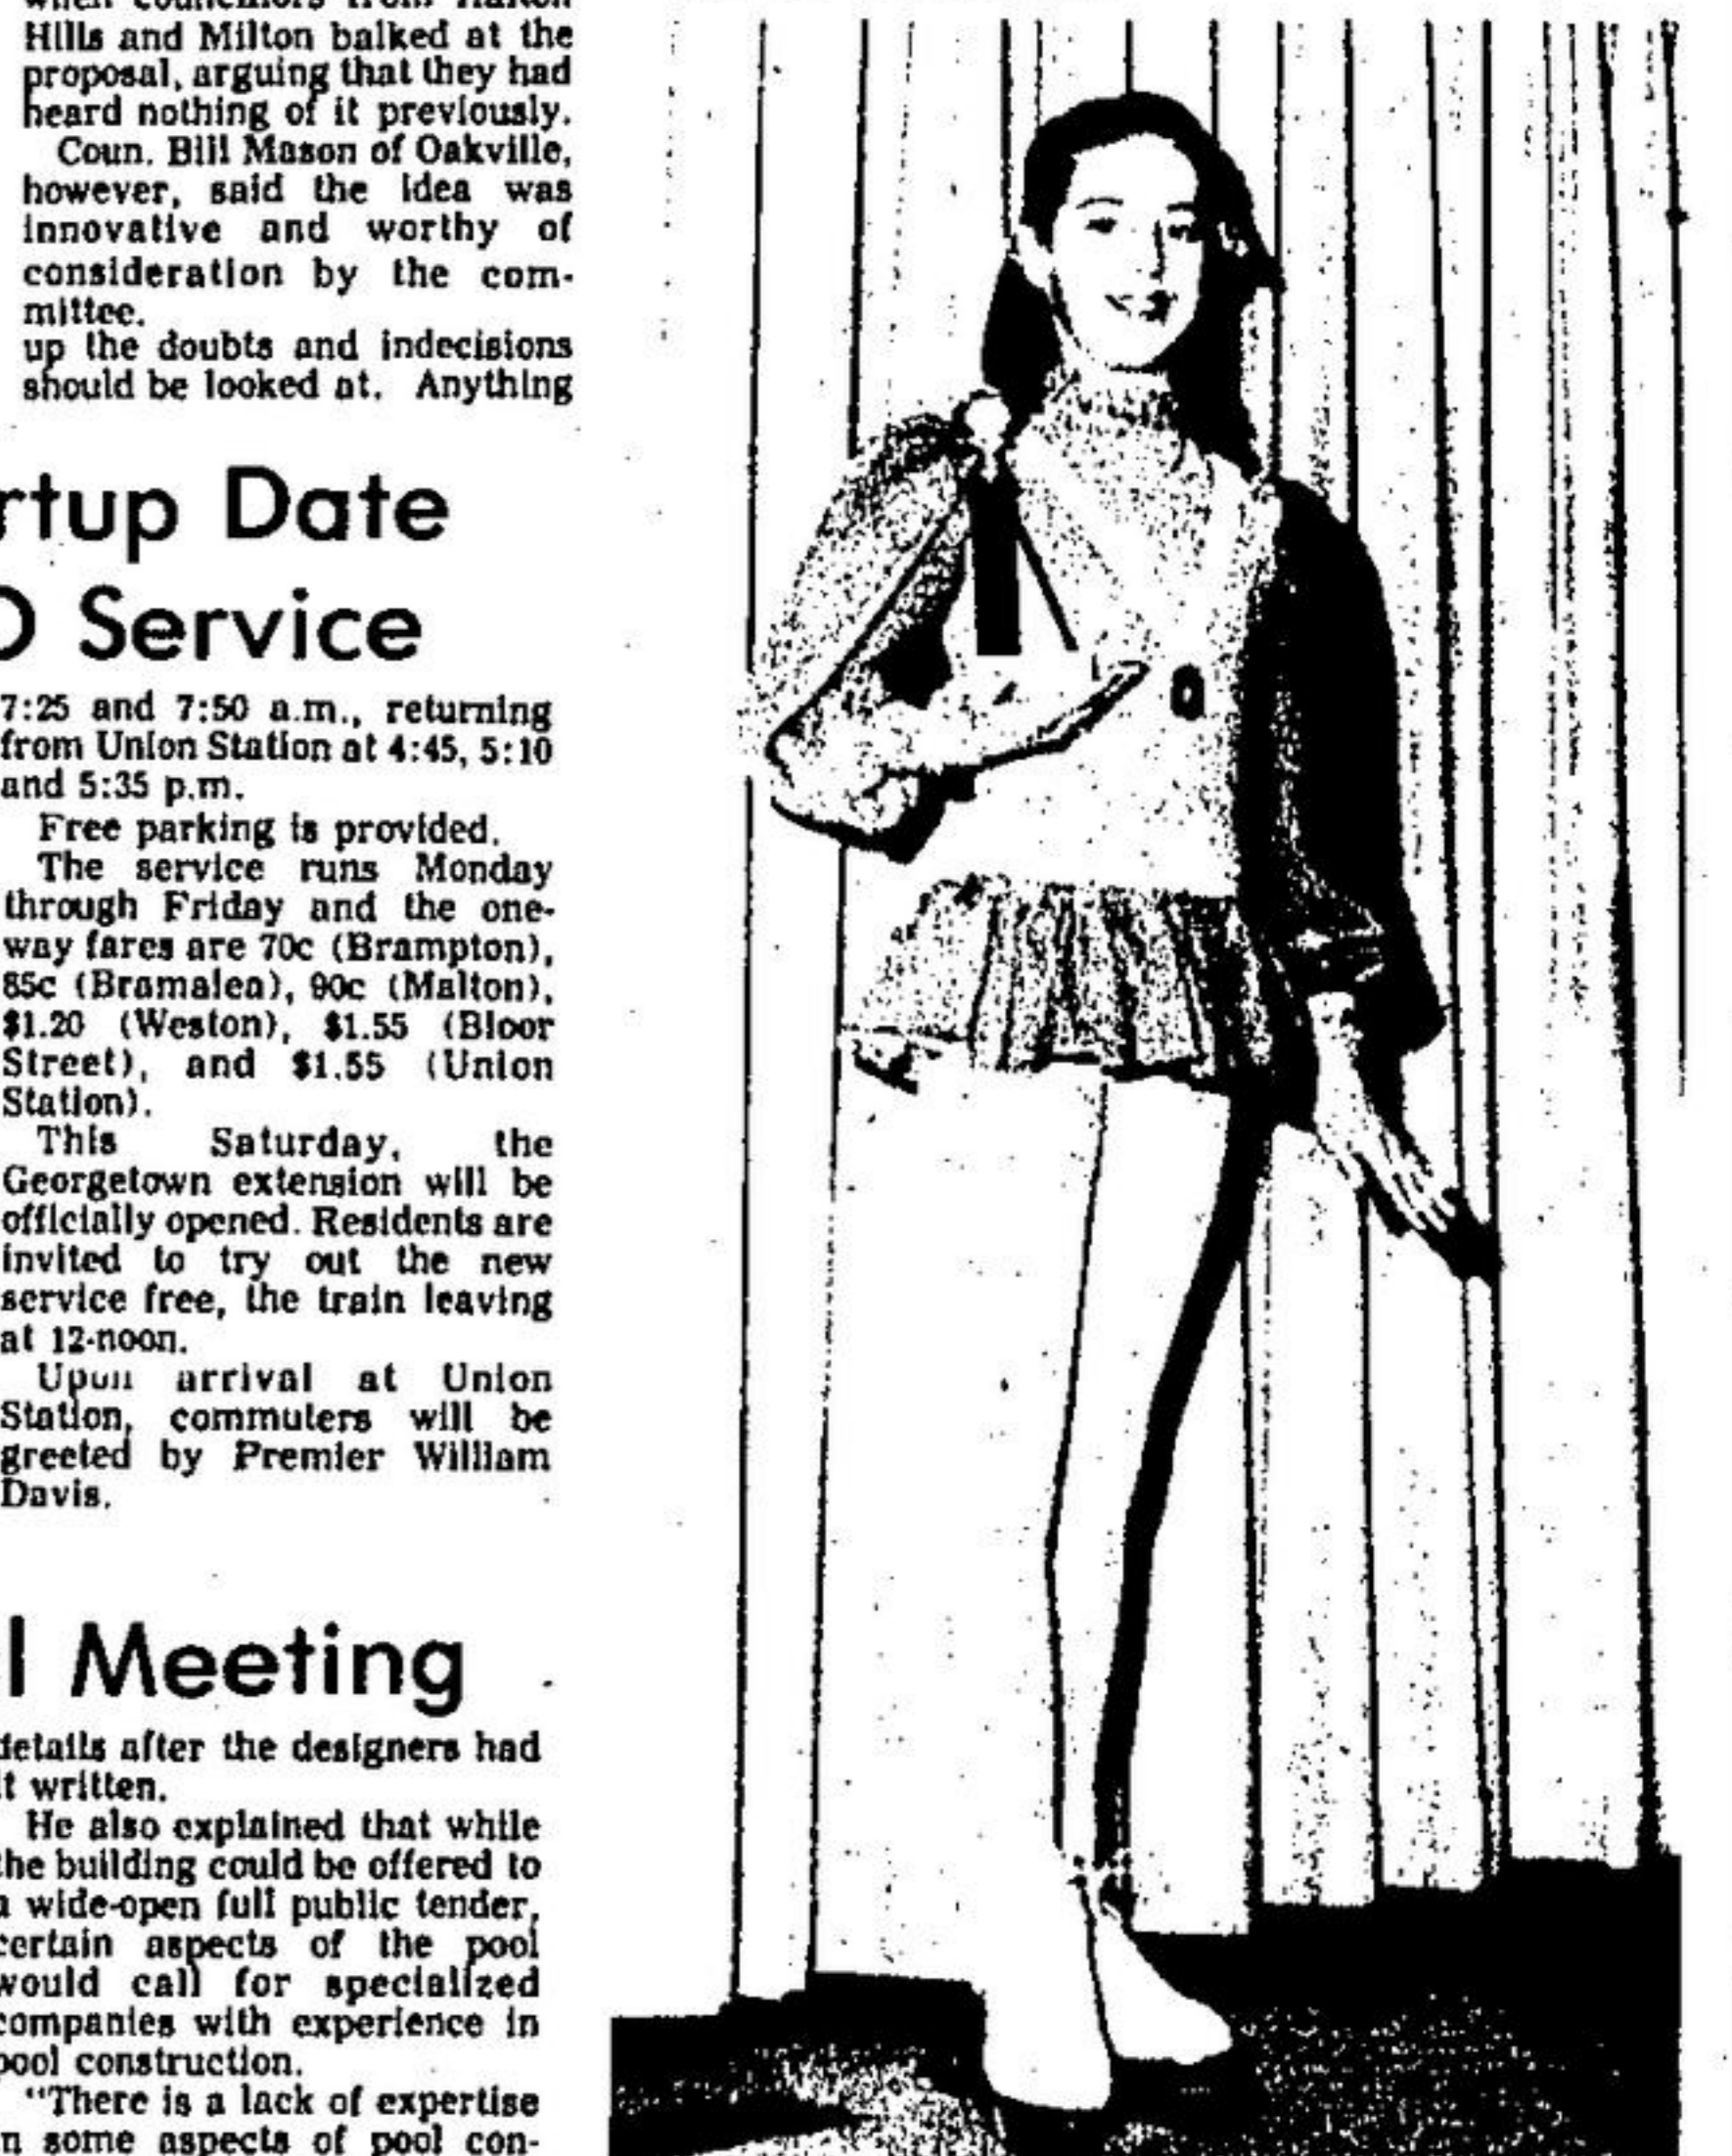 Hills and Milton balked at the
proposal, arguing that they had
heard nothing of it previously.
Coun. Bill Mason of Oakville,
however, said the idea was
innovative and worthy of
consideration by the com-
mittee.
up the doubts and indecisions
should be looked at. Anything
rtup Date
O Service
7:25 and 7:50 a.m., returning
from Union Station at 4:45, 5:10
and 5:35 p.m.
Free parking is provided.
The service runs Monday
through Friday and the one-
way fares are 70c (Brampton),
85c (Bramalea), 90c (Malton),
$1.20 (Weston), $1.55 (Bloor
Street), and $1.55 (Union
Station).
This Saturday, the
Georgetown extension will be
officially opened. Residents are
invited to try out the new
service free, the train leaving
at 12-noon.
Upon arrival at Union
Station, commuters will be
greeted by Premier William
Davis.
l Meeting
details after the designers had
it written.
He also explained that while
the building could be offered to
a wide-open full public tender,
certain aspects of the pool
would call for specialized
companies with experience in
pool construction.
"There is a lack of expertise
in some aspects of pool con-